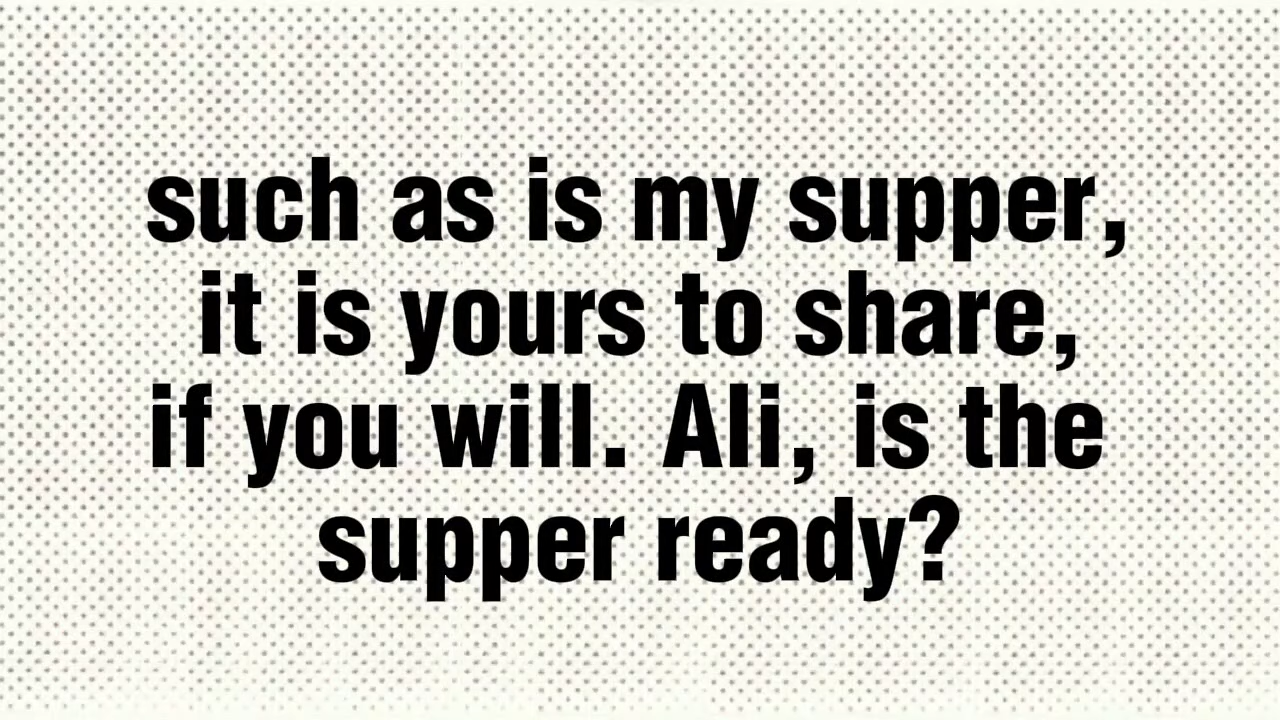 such as is my supper,
it is yours to share,
if you will. Ali, is the
supper ready?